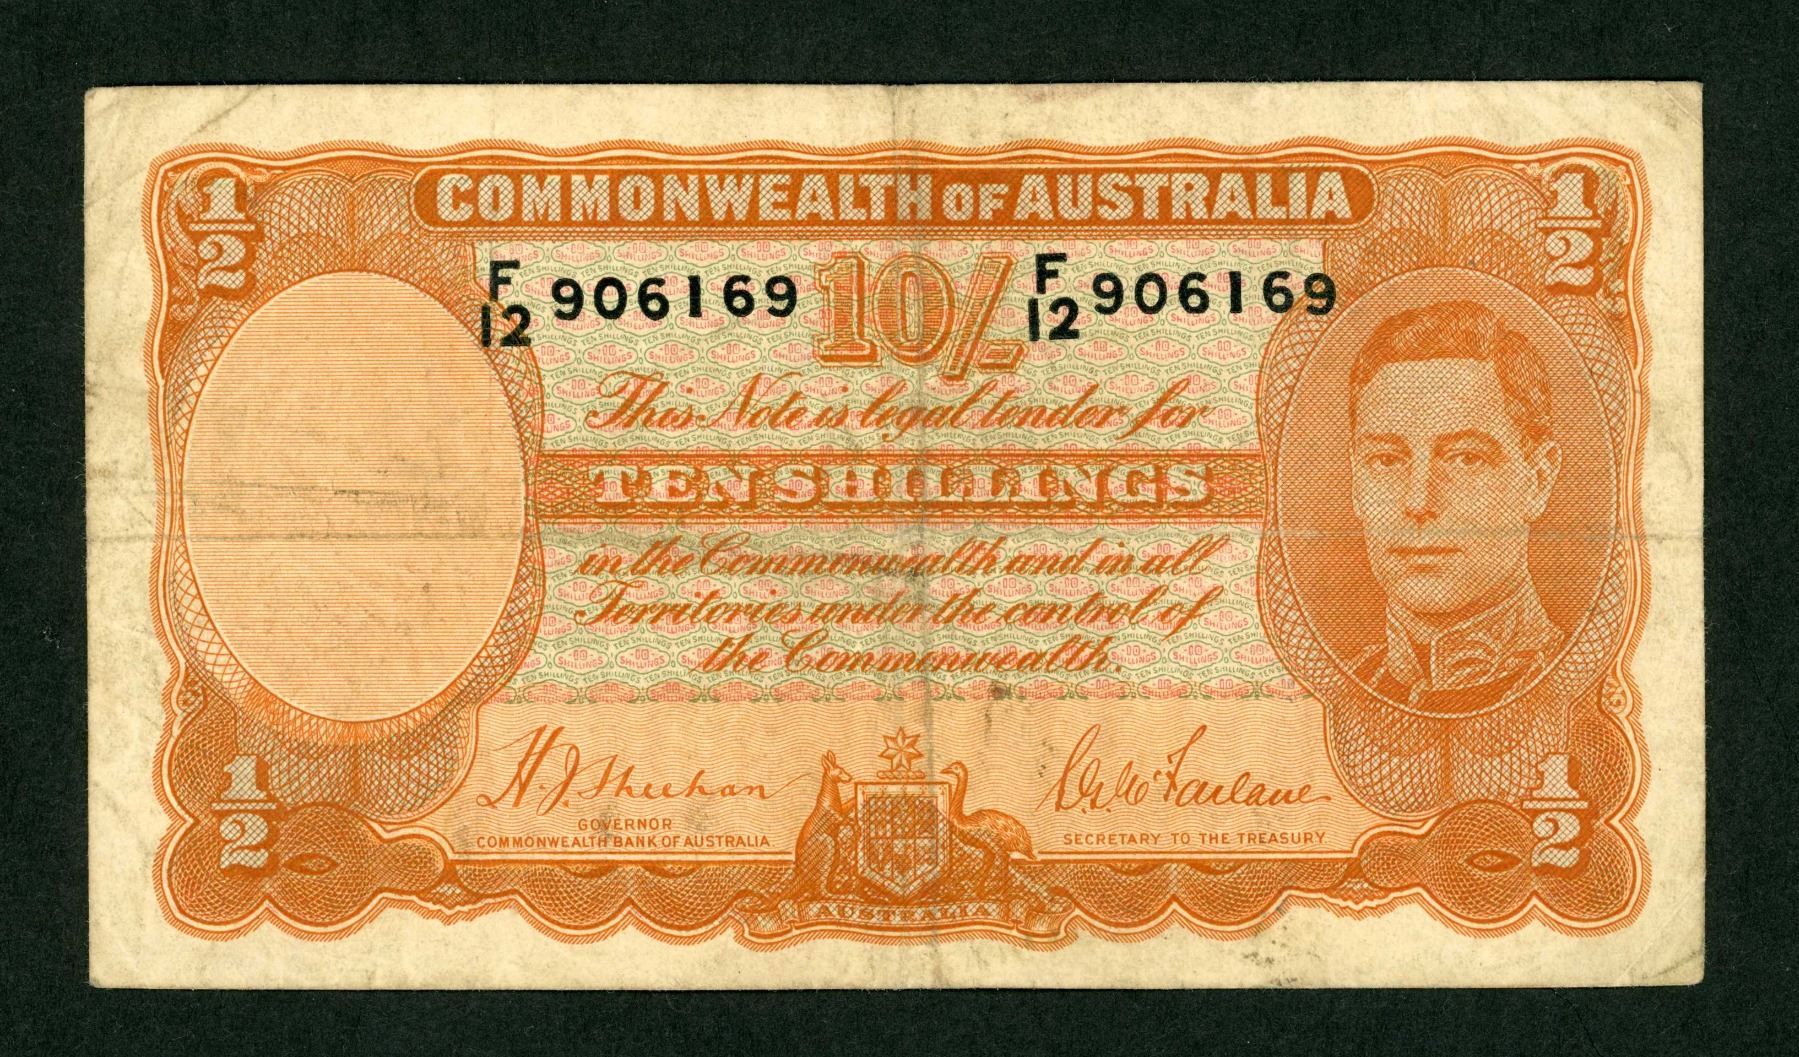 COMMONWEALTH OF AUSTRALIA
1/2
1/2
F/12 906169
10/-
F/12 906169
This Note is legal tender for
TEN SHILLINGS
in the Commonwealth and in all
Territories under the control of
the Commonwealth.
H. J. Sheehan
GOVERNOR
COMMONWEALTH BANK OF AUSTRALIA
S. G. McFarlane
SECRETARY TO THE TREASURY
1/2
1/2
AUSTRALIA